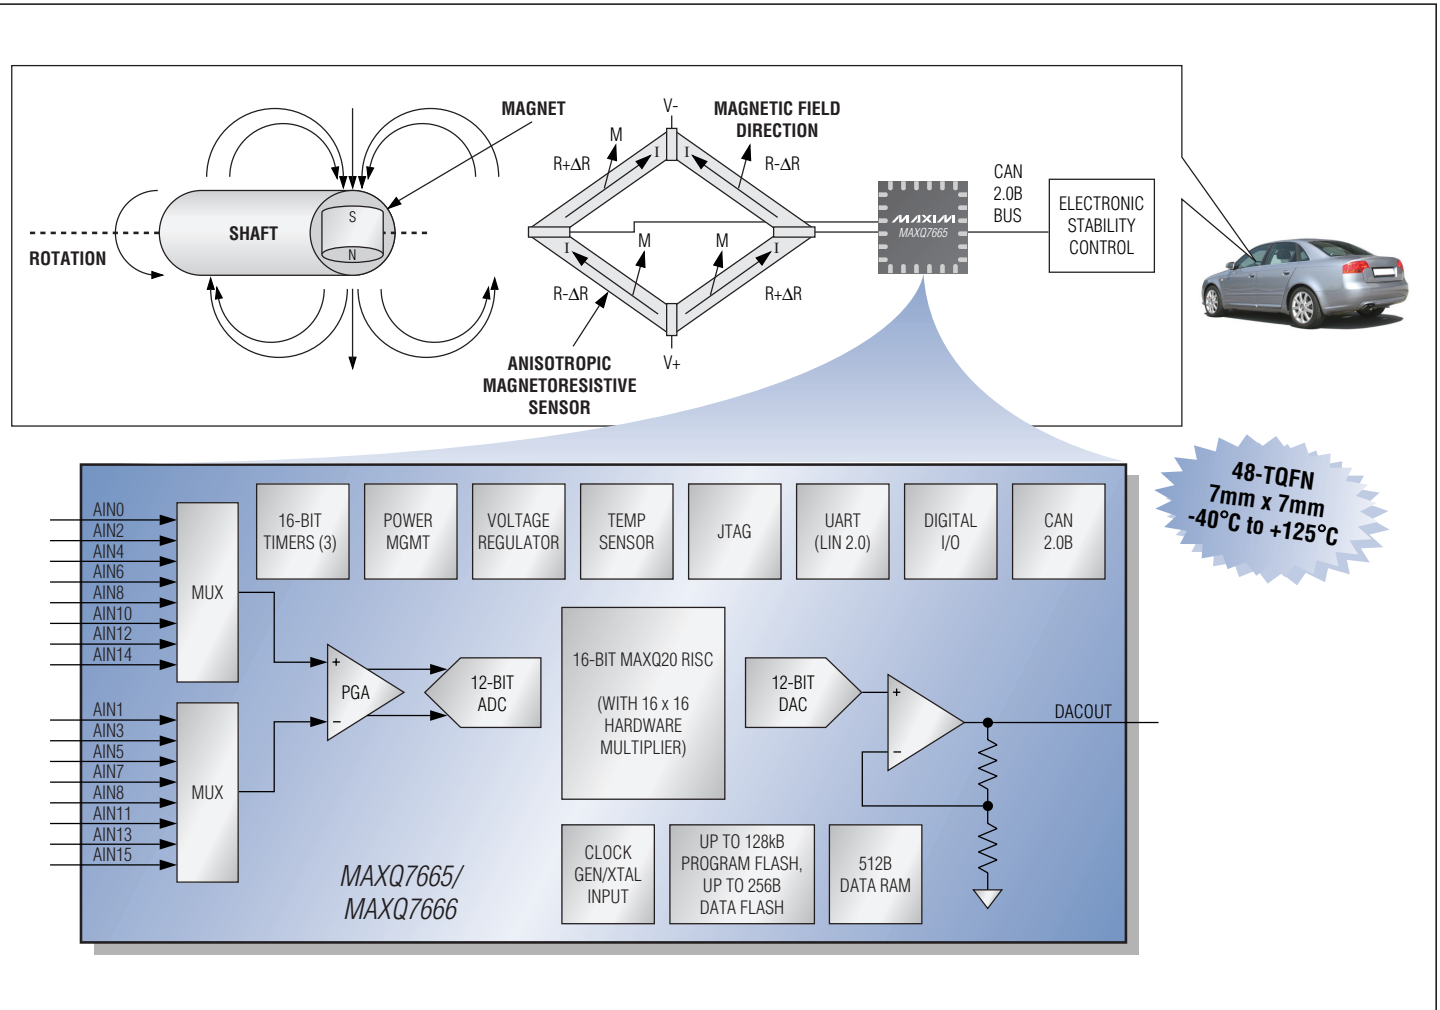 MAGNET
V-
MAGNETIC FIELD
DIRECTION
M
I
I
R+ΔR
R-ΔR
CAN
2.0B
BUS
ELECTRONIC
STABILITY
CONTROL
MAXIM
MAXQ7665
S
N
SHAFT
ROTATION
I
M
M
I
R-ΔR
R+ΔR
V+
ANISOTROPIC
MAGNETORESISTIVE
SENSOR
48-TQFN
7mm x 7mm
-40°C to +125°C
AIN0
AIN2
AIN4
AIN6
AIN8
AIN10
AIN12
AIN14
MUX
AIN1
AIN3
AIN5
AIN7
AIN8
AIN11
AIN13
AIN15
MUX
16-BIT
TIMERS (3)
POWER
MGMT
VOLTAGE
REGULATOR
TEMP
SENSOR
JTAG
UART
(LIN 2.0)
DIGITAL
I/O
CAN
2.0B
+
PGA
−
12-BIT
ADC
16-BIT MAXQ20 RISC
(WITH 16 x 16
HARDWARE
MULTIPLIER)
12-BIT
DAC
+
−
DACOUT
CLOCK
GEN/XTAL
INPUT
UP TO 128kB
PROGRAM FLASH,
UP TO 256B
DATA FLASH
512B
DATA RAM
MAXQ7665/
MAXQ7666